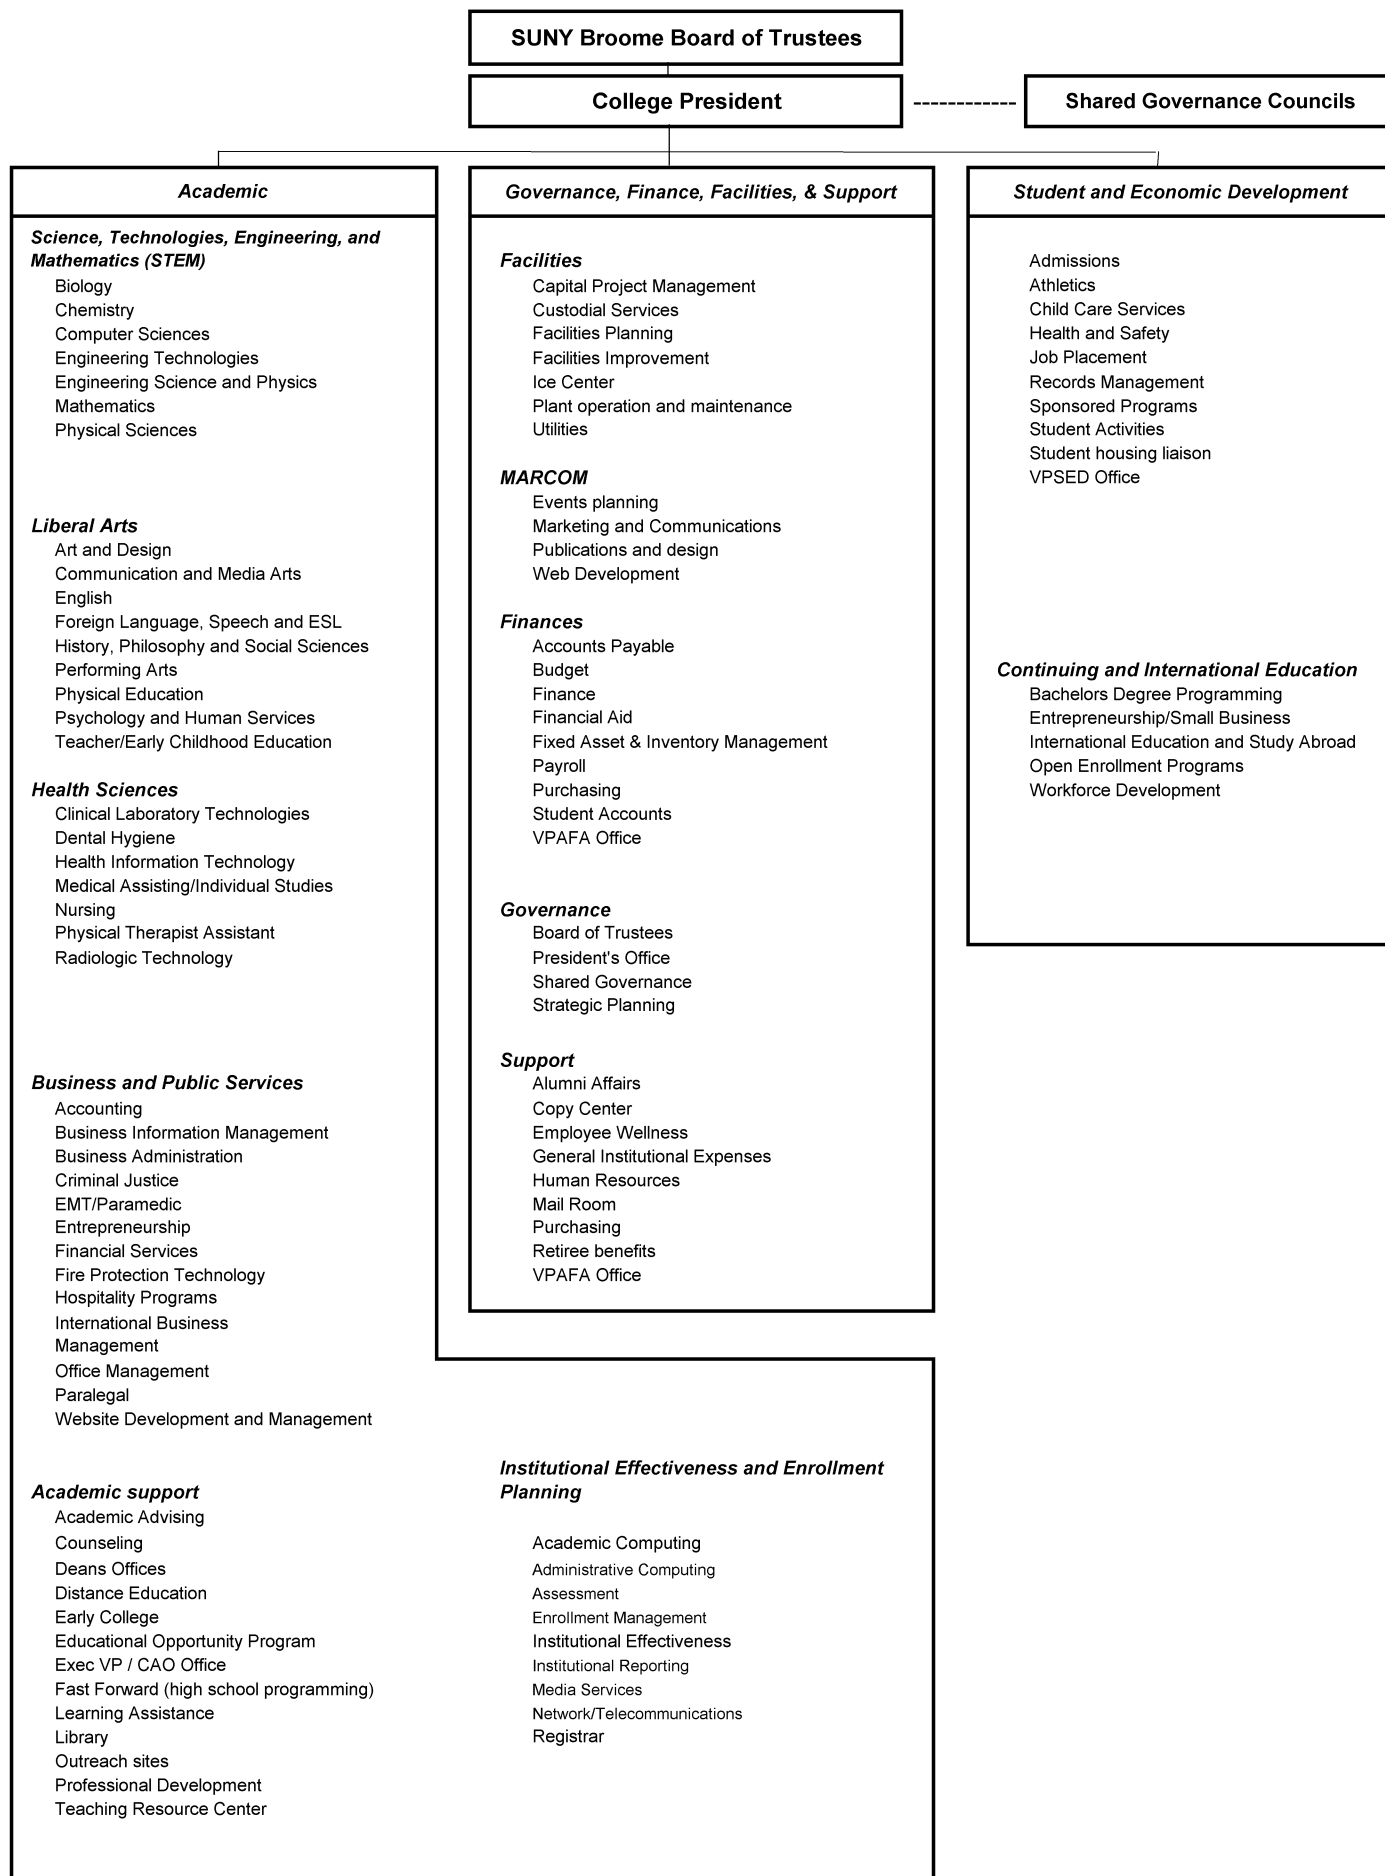 SUNY Broome Board of Trustees
College President
------------
Shared Governance Councils
Academic
Science, Technologies, Engineering, and
Mathematics (STEM)
Biology
Chemistry
Computer Sciences
Engineering Technologies
Engineering Science and Physics
Mathematics
Physical Sciences
Liberal Arts
Art and Design
Communication and Media Arts
English
Foreign Language, Speech and ESL
History, Philosophy and Social Sciences
Performing Arts
Physical Education
Psychology and Human Services
Teacher/Early Childhood Education
Health Sciences
Clinical Laboratory Technologies
Dental Hygiene
Health Information Technology
Medical Assisting/Individual Studies
Nursing
Physical Therapist Assistant
Radiologic Technology
Business and Public Services
Accounting
Business Information Management
Business Administration
Criminal Justice
EMT/Paramedic
Entrepreneurship
Financial Services
Fire Protection Technology
Hospitality Programs
International Business
Management
Office Management
Paralegal
Website Development and Management
Academic support
Academic Advising
Counseling
Deans Offices
Distance Education
Early College
Educational Opportunity Program
Exec VP / CAO Office
Fast Forward (high school programming)
Learning Assistance
Library
Outreach sites
Professional Development
Teaching Resource Center
Institutional Effectiveness and Enrollment
Planning
Academic Computing
Administrative Computing
Assessment
Enrollment Management
Institutional Effectiveness
Institutional Reporting
Media Services
Network/Telecommunications
Registrar
Governance, Finance, Facilities, & Support
Facilities
Capital Project Management
Custodial Services
Facilities Planning
Facilities Improvement
Ice Center
Plant operation and maintenance
Utilities
MARCOM
Events planning
Marketing and Communications
Publications and design
Web Development
Finances
Accounts Payable
Budget
Finance
Financial Aid
Fixed Asset & Inventory Management
Payroll
Purchasing
Student Accounts
VPAFA Office
Governance
Board of Trustees
President's Office
Shared Governance
Strategic Planning
Support
Alumni Affairs
Copy Center
Employee Wellness
General Institutional Expenses
Human Resources
Mail Room
Purchasing
Retiree benefits
VPAFA Office
Student and Economic Development
Admissions
Athletics
Child Care Services
Health and Safety
Job Placement
Records Management
Sponsored Programs
Student Activities
Student housing liaison
VPSED Office
Continuing and International Education
Bachelors Degree Programming
Entrepreneurship/Small Business
International Education and Study Abroad
Open Enrollment Programs
Workforce Development